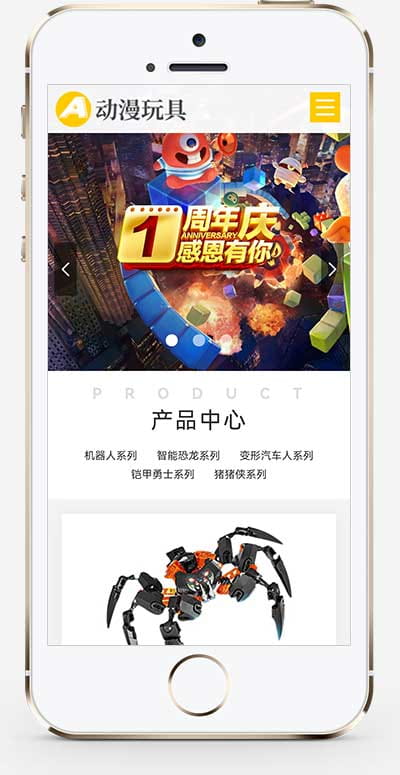 A 动漫玩具
1周年庆
ANNIVERSARY
感恩有你
PRODUCT
产品中心
机器人系列 智能恐龙系列 变形汽车人系列
铠甲勇士系列 猪猪侠系列